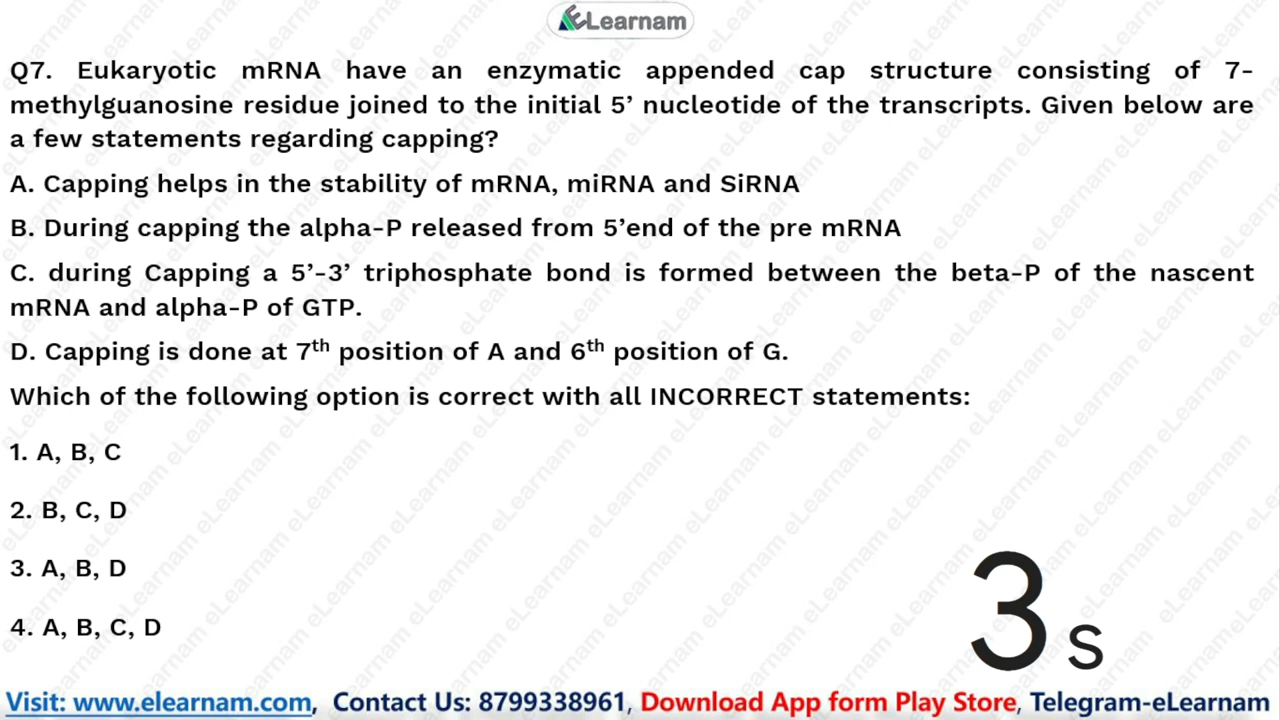 eLearnam
Q7. Eukaryotic mRNA have an enzymatic appended cap structure consisting of 7-
methylguanosine residue joined to the initial 5’ nucleotide of the transcripts. Given below are
a few statements regarding capping?
A. Capping helps in the stability of mRNA, miRNA and SiRNA
B. During capping the alpha-P released from 5’end of the pre mRNA
C. during Capping a 5’-3’ triphosphate bond is formed between the beta-P of the nascent
mRNA and alpha-P of GTP.
D. Capping is done at 7th position of A and 6th position of G.
Which of the following option is correct with all INCORRECT statements:
1. A, B, C
2. B, C, D
3. A, B, D
4. A, B, C, D
3 s
Visit: www.elearnam.com, Contact Us: 8799338961, Download App form Play Store, Telegram-eLearnam